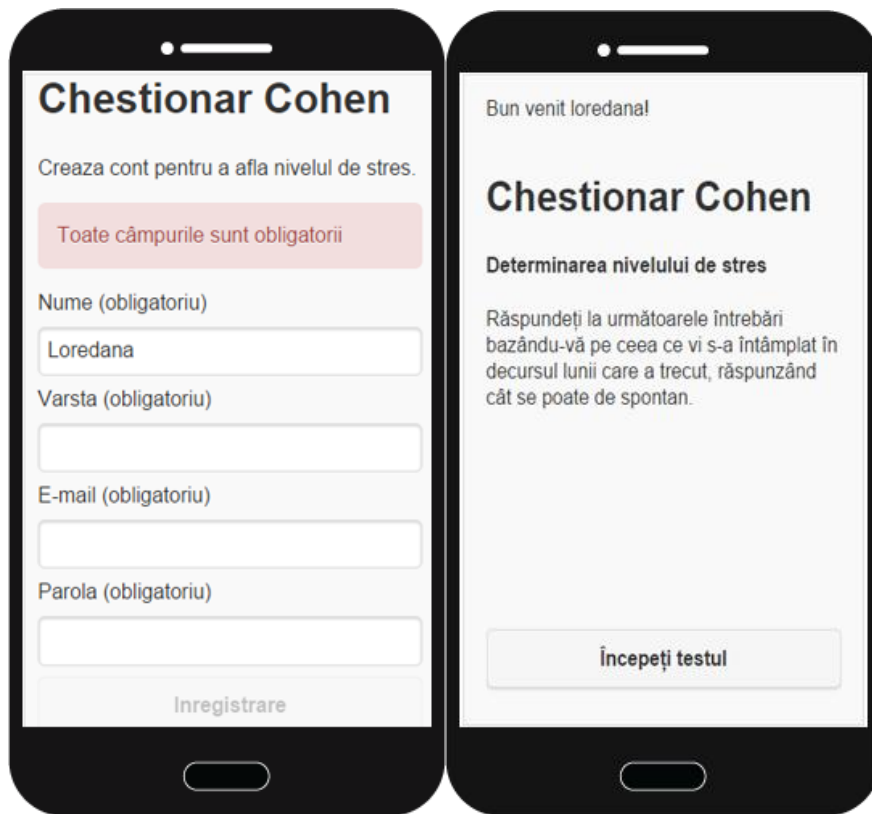 Chestionar Cohen
Creaza cont pentru a afla nivelul de stres.
Toate câmpurile sunt obligatorii
Nume (obligatoriu)
Loredana
Varsta (obligatoriu)
E-mail (obligatoriu)
Parola (obligatoriu)
Inregistrare
Bun venit loredana!
Chestionar Cohen
Determinarea nivelului de stres
Răspundeți la următoarele întrebări
bazându-vă pe ceea ce vi s-a întâmplat în
decursul lunii care a trecut, răspunzând
cât se poate de spontan.
Începeți testul